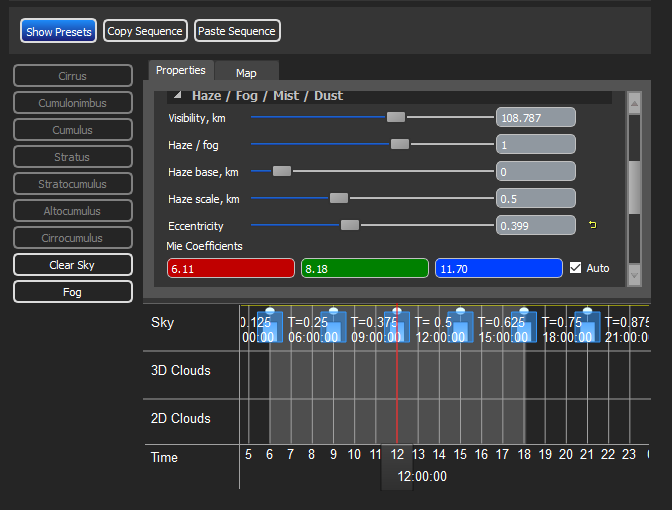 Show Presets Copy Sequence Paste Sequence
Cirrus
Cumulonimbus
Cumulus
Stratus
Stratocumulus
Altocumulus
Cirrocumulus
Clear Sky
Fog
Properties Map
Haze / Fog / Mist / Dust
Visibility, km 108.787
Haze / fog 1
Haze base, km 0
Haze scale, km 0.5
Eccentricity 0.399
Mie Coefficients
6.11 8.18 11.70 Auto
Sky 0.125 T=0.25 T=0.375 T= 0.5 T=0.625 T=0.75 T=0.875
00:00 06:00:00 09:00:00 12:00:00 15:00:00 18:00:00 21:00:00
3D Clouds
2D Clouds
Time 5 6 7 8 9 10 11 12 13 14 15 16 17 18 19 20 21 22 23
12:00:00